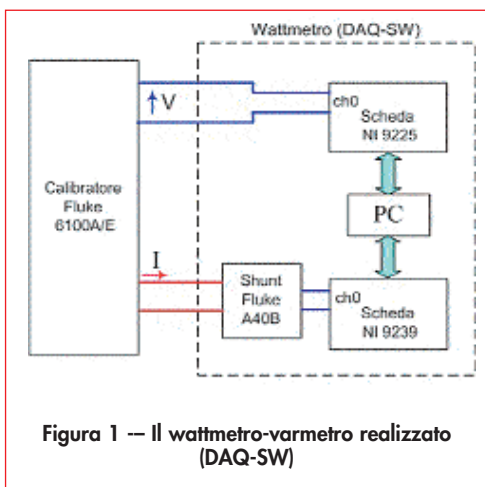 Wattmetro (DAQ-SW)
V
ch0
Scheda
NI 9225
Calibratore
Fluke
6100A/E
PC
I
Shunt
Fluke
A40B
ch0
Scheda
NI 9239
Figura 1 -– Il wattmetro-varmetro realizzato
(DAQ-SW)